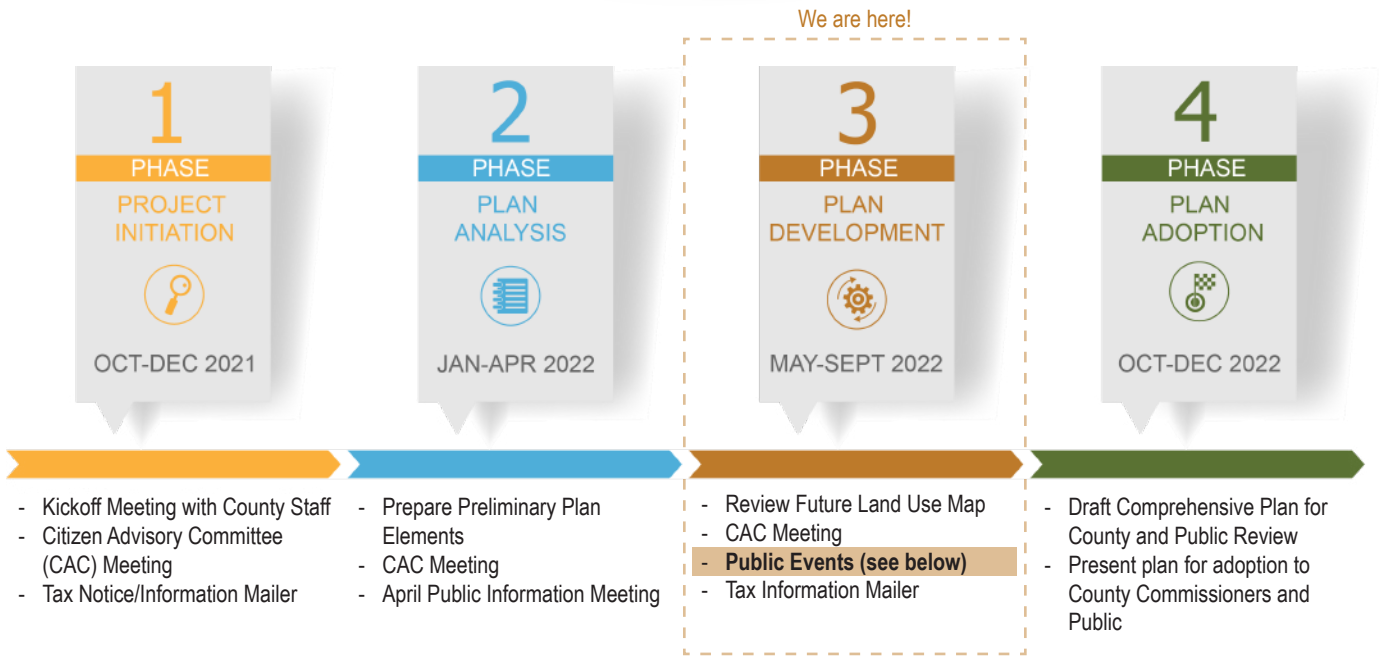 We are here!
1
PHASE
PROJECT
INITIATION
OCT-DEC 2021
2
PHASE
PLAN
ANALYSIS
JAN-APR 2022
3
PHASE
PLAN
DEVELOPMENT
MAY-SEPT 2022
4
PHASE
PLAN
ADOPTION
OCT-DEC 2022
- Kickoff Meeting with County Staff
- Citizen Advisory Committee
(CAC) Meeting
- Tax Notice/Information Mailer
- Prepare Preliminary Plan
Elements
- CAC Meeting
- April Public Information Meeting
- Review Future Land Use Map
- CAC Meeting
- Public Events (see below)
- Tax Information Mailer
- Draft Comprehensive Plan for
County and Public Review
- Present plan for adoption to
County Commissioners and
Public